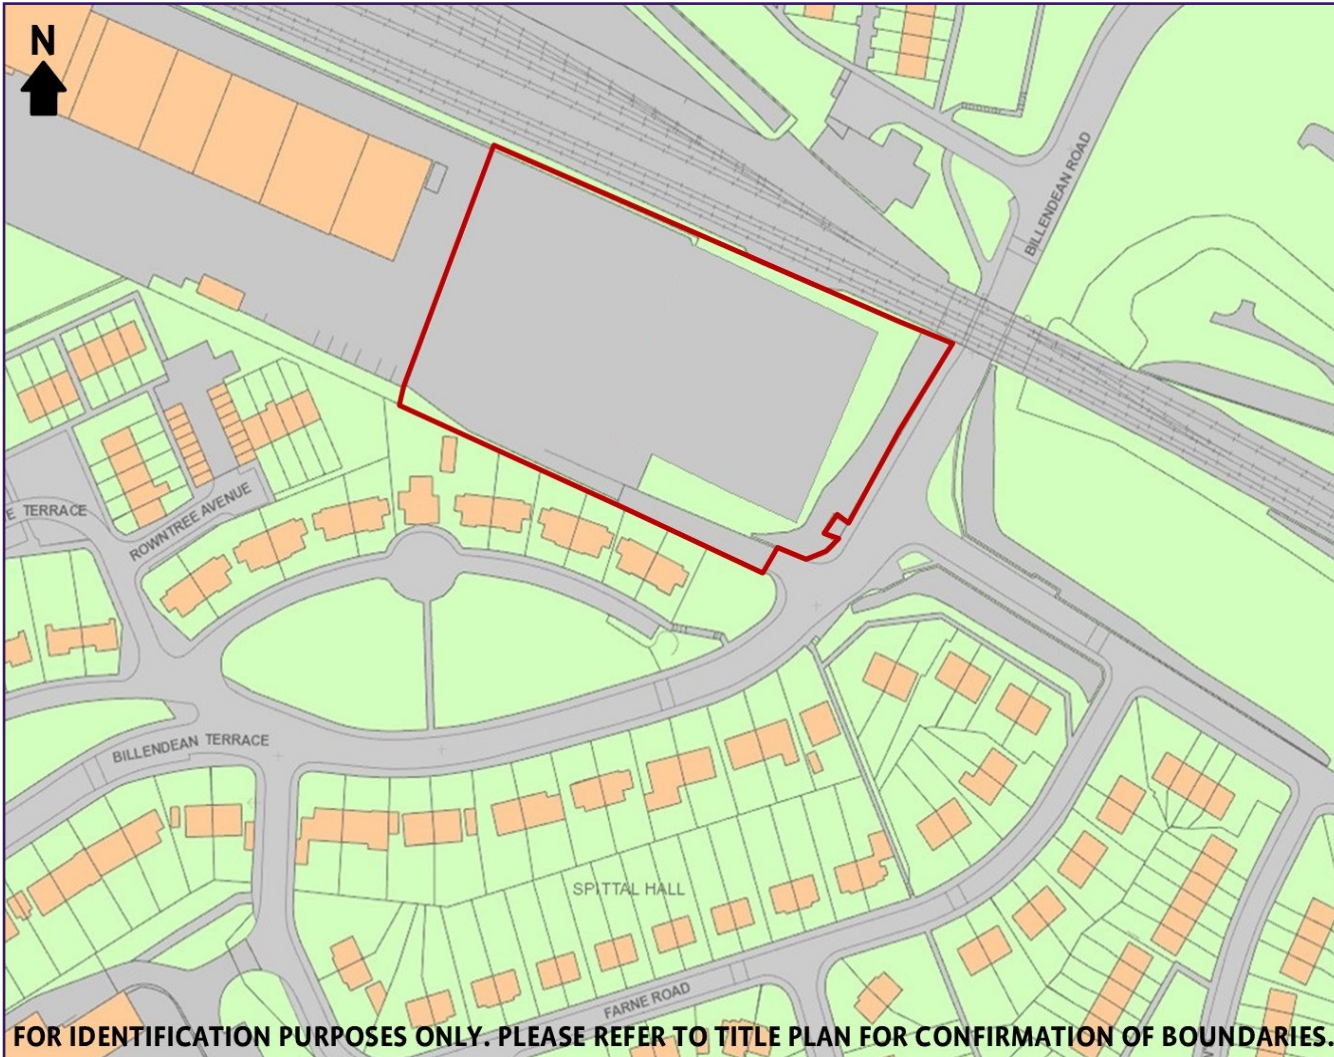 N
BILLENDEAN ROAD
E TERRACE
ROWNTREE AVENUE
BILLENDEAN TERRACE
SPITTAL HALL
FARNE ROAD
FOR IDENTIFICATION PURPOSES ONLY. PLEASE REFER TO TITLE PLAN FOR CONFIRMATION OF BOUNDARIES.